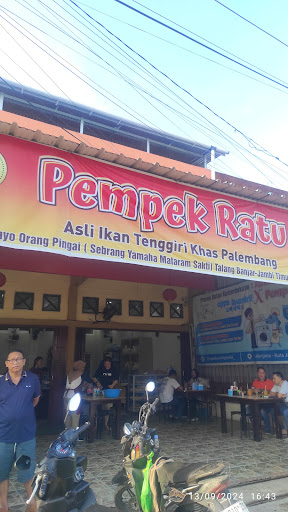 Pempek Ratu
Asli Ikan Tenggiri Khas Palembang
ayo Orang Pingai ( Sebrang Yamaha Mataram Sakti ) Talang Banjar-Jambi Timu
13/09/2024 16:43